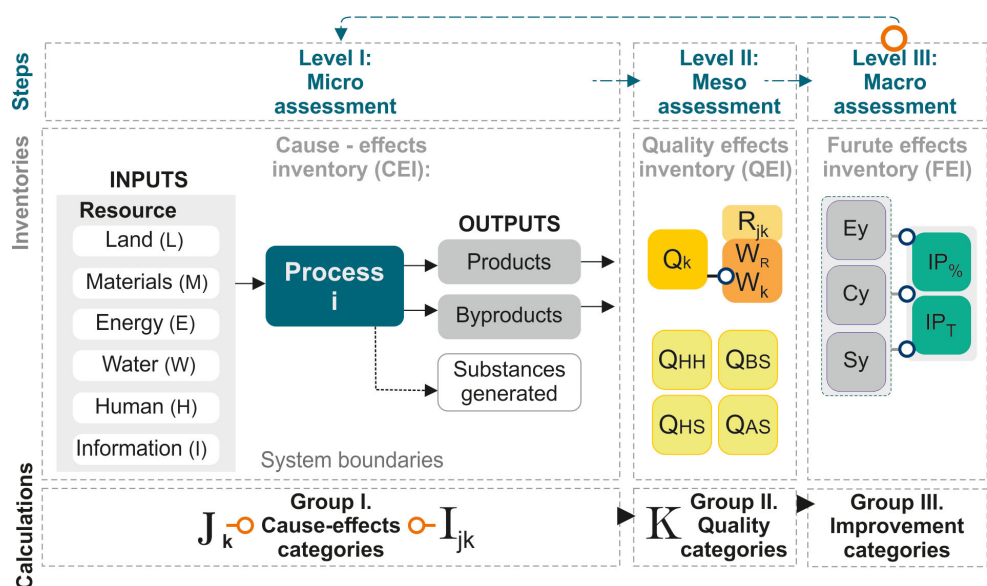 Steps
Level I:
Micro
assessment
Level II:
Meso
assessment
Level III:
Macro
assessment
Inventories
Cause - effects
inventory (CEI):
INPUTS
Resource
Land (L)
Materials (M)
Energy (E)
Water (W)
Human (H)
Information (I)
Process
i
OUTPUTS
Products
Byproducts
Substances
generated
System boundaries
Quality effects
inventory (QEI)
Qk
Rjk
WR
Wk
QHH
QBS
QHS
QAS
Furute effects
inventory (FEI)
Ey
Cy
Sy
IP%
IPT
Calculations
Jk
Group I.
Cause-effects
categories
Ijk
K
Group II.
Quality
categories
Group III.
Improvement
categories